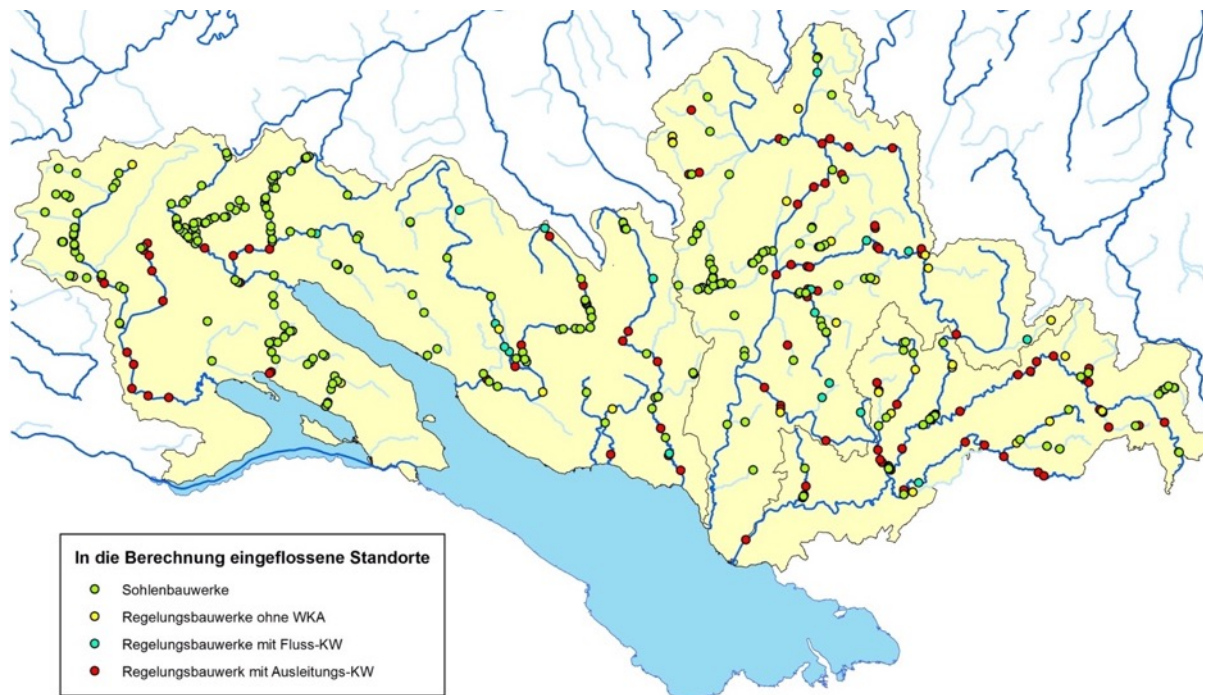 In die Berechnung eingeflossene Standorte
Sohlenbauwerke
Regelungsbauwerke ohne WKA
Regelungsbauwerke mit Fluss-KW
Regelungsbauwerk mit Ausleitungs-KW